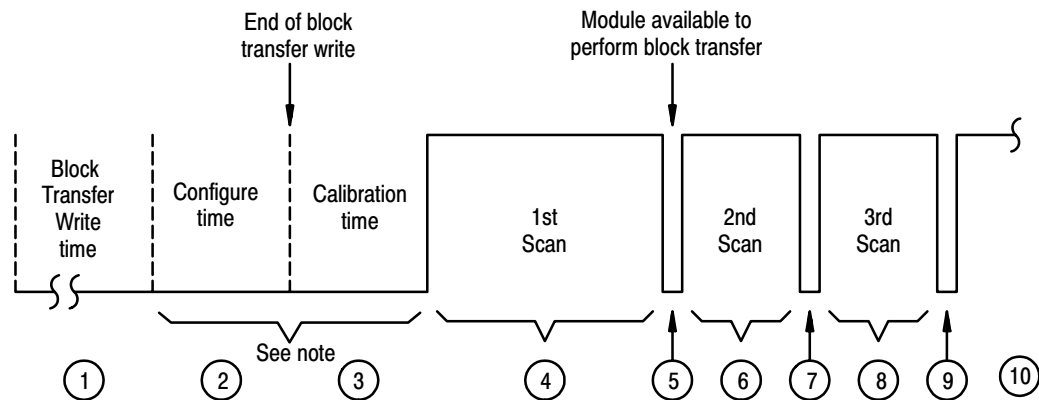 End of block
transfer write
Module available to
perform block transfer
Block
Transfer
Write
time
Configure
time
Calibration
time
1st
Scan
2nd
Scan
3rd
Scan
See note
1
2
3
4
5
6
7
8
9
10